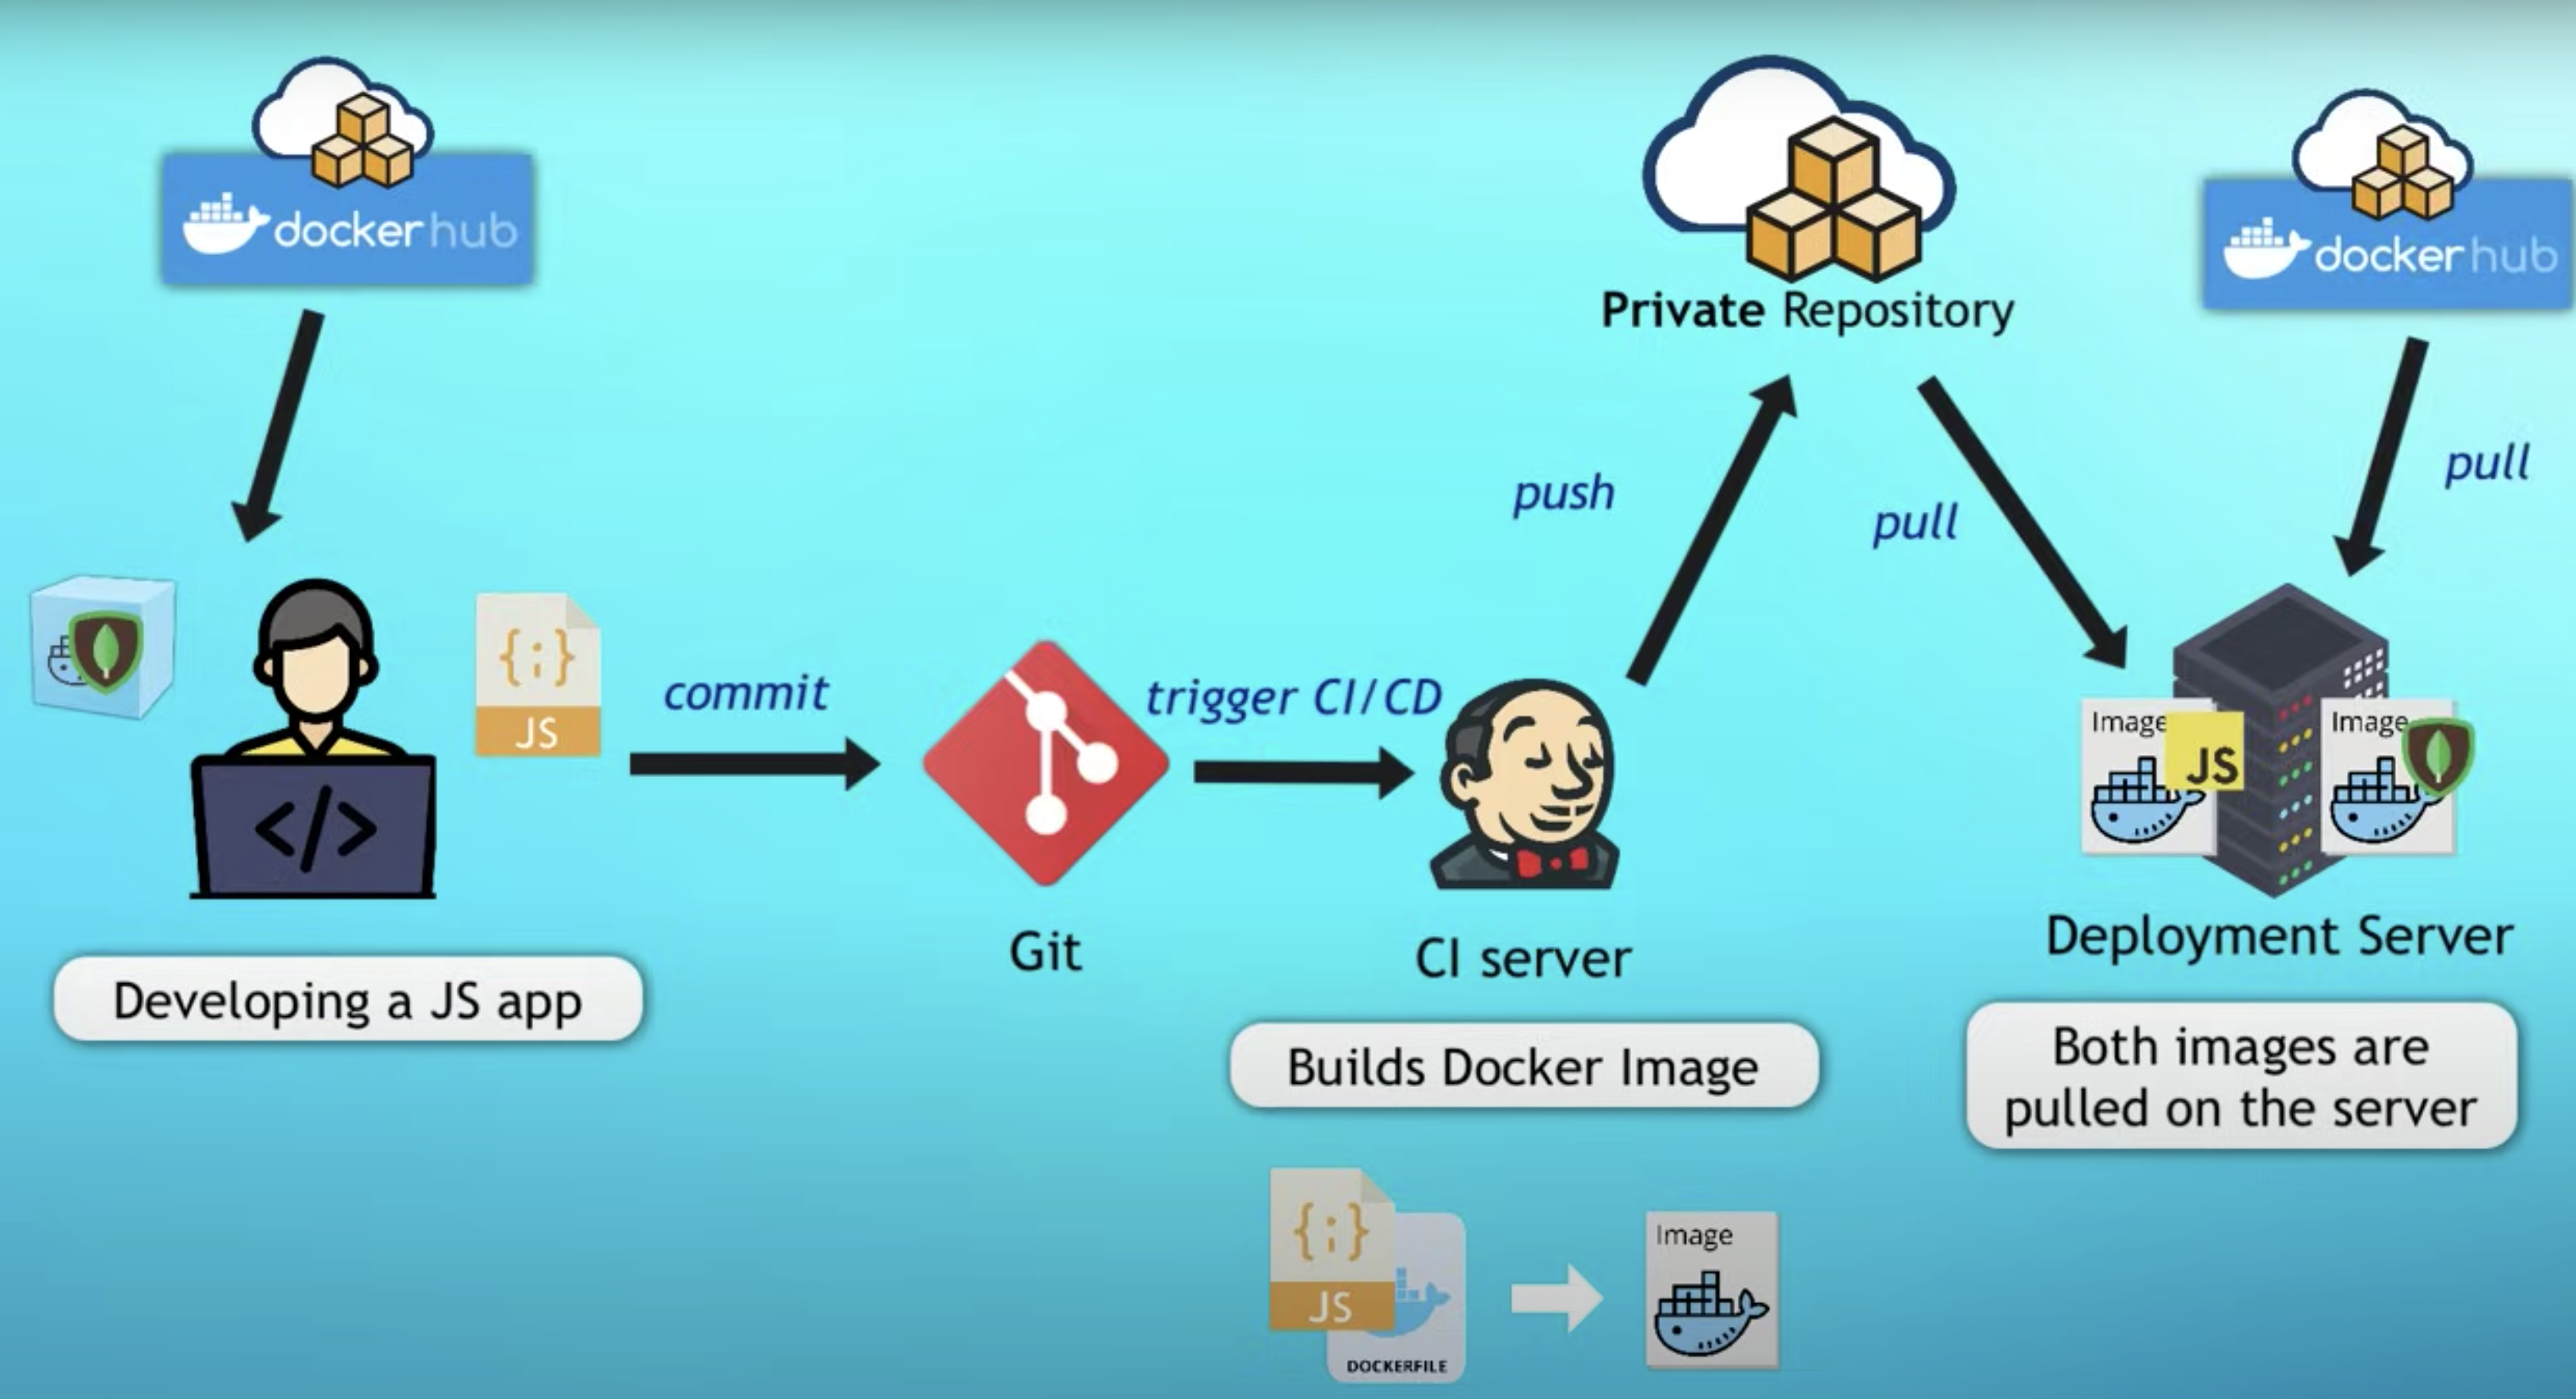 docker hub
Private Repository
docker hub
push
pull
pull
JS
commit
trigger CI/CD
Image
JS
Image
Git
CI server
Deployment Server
Developing a JS app
Builds Docker Image
Both images are
pulled on the server
JS
DOCKERFILE
Image